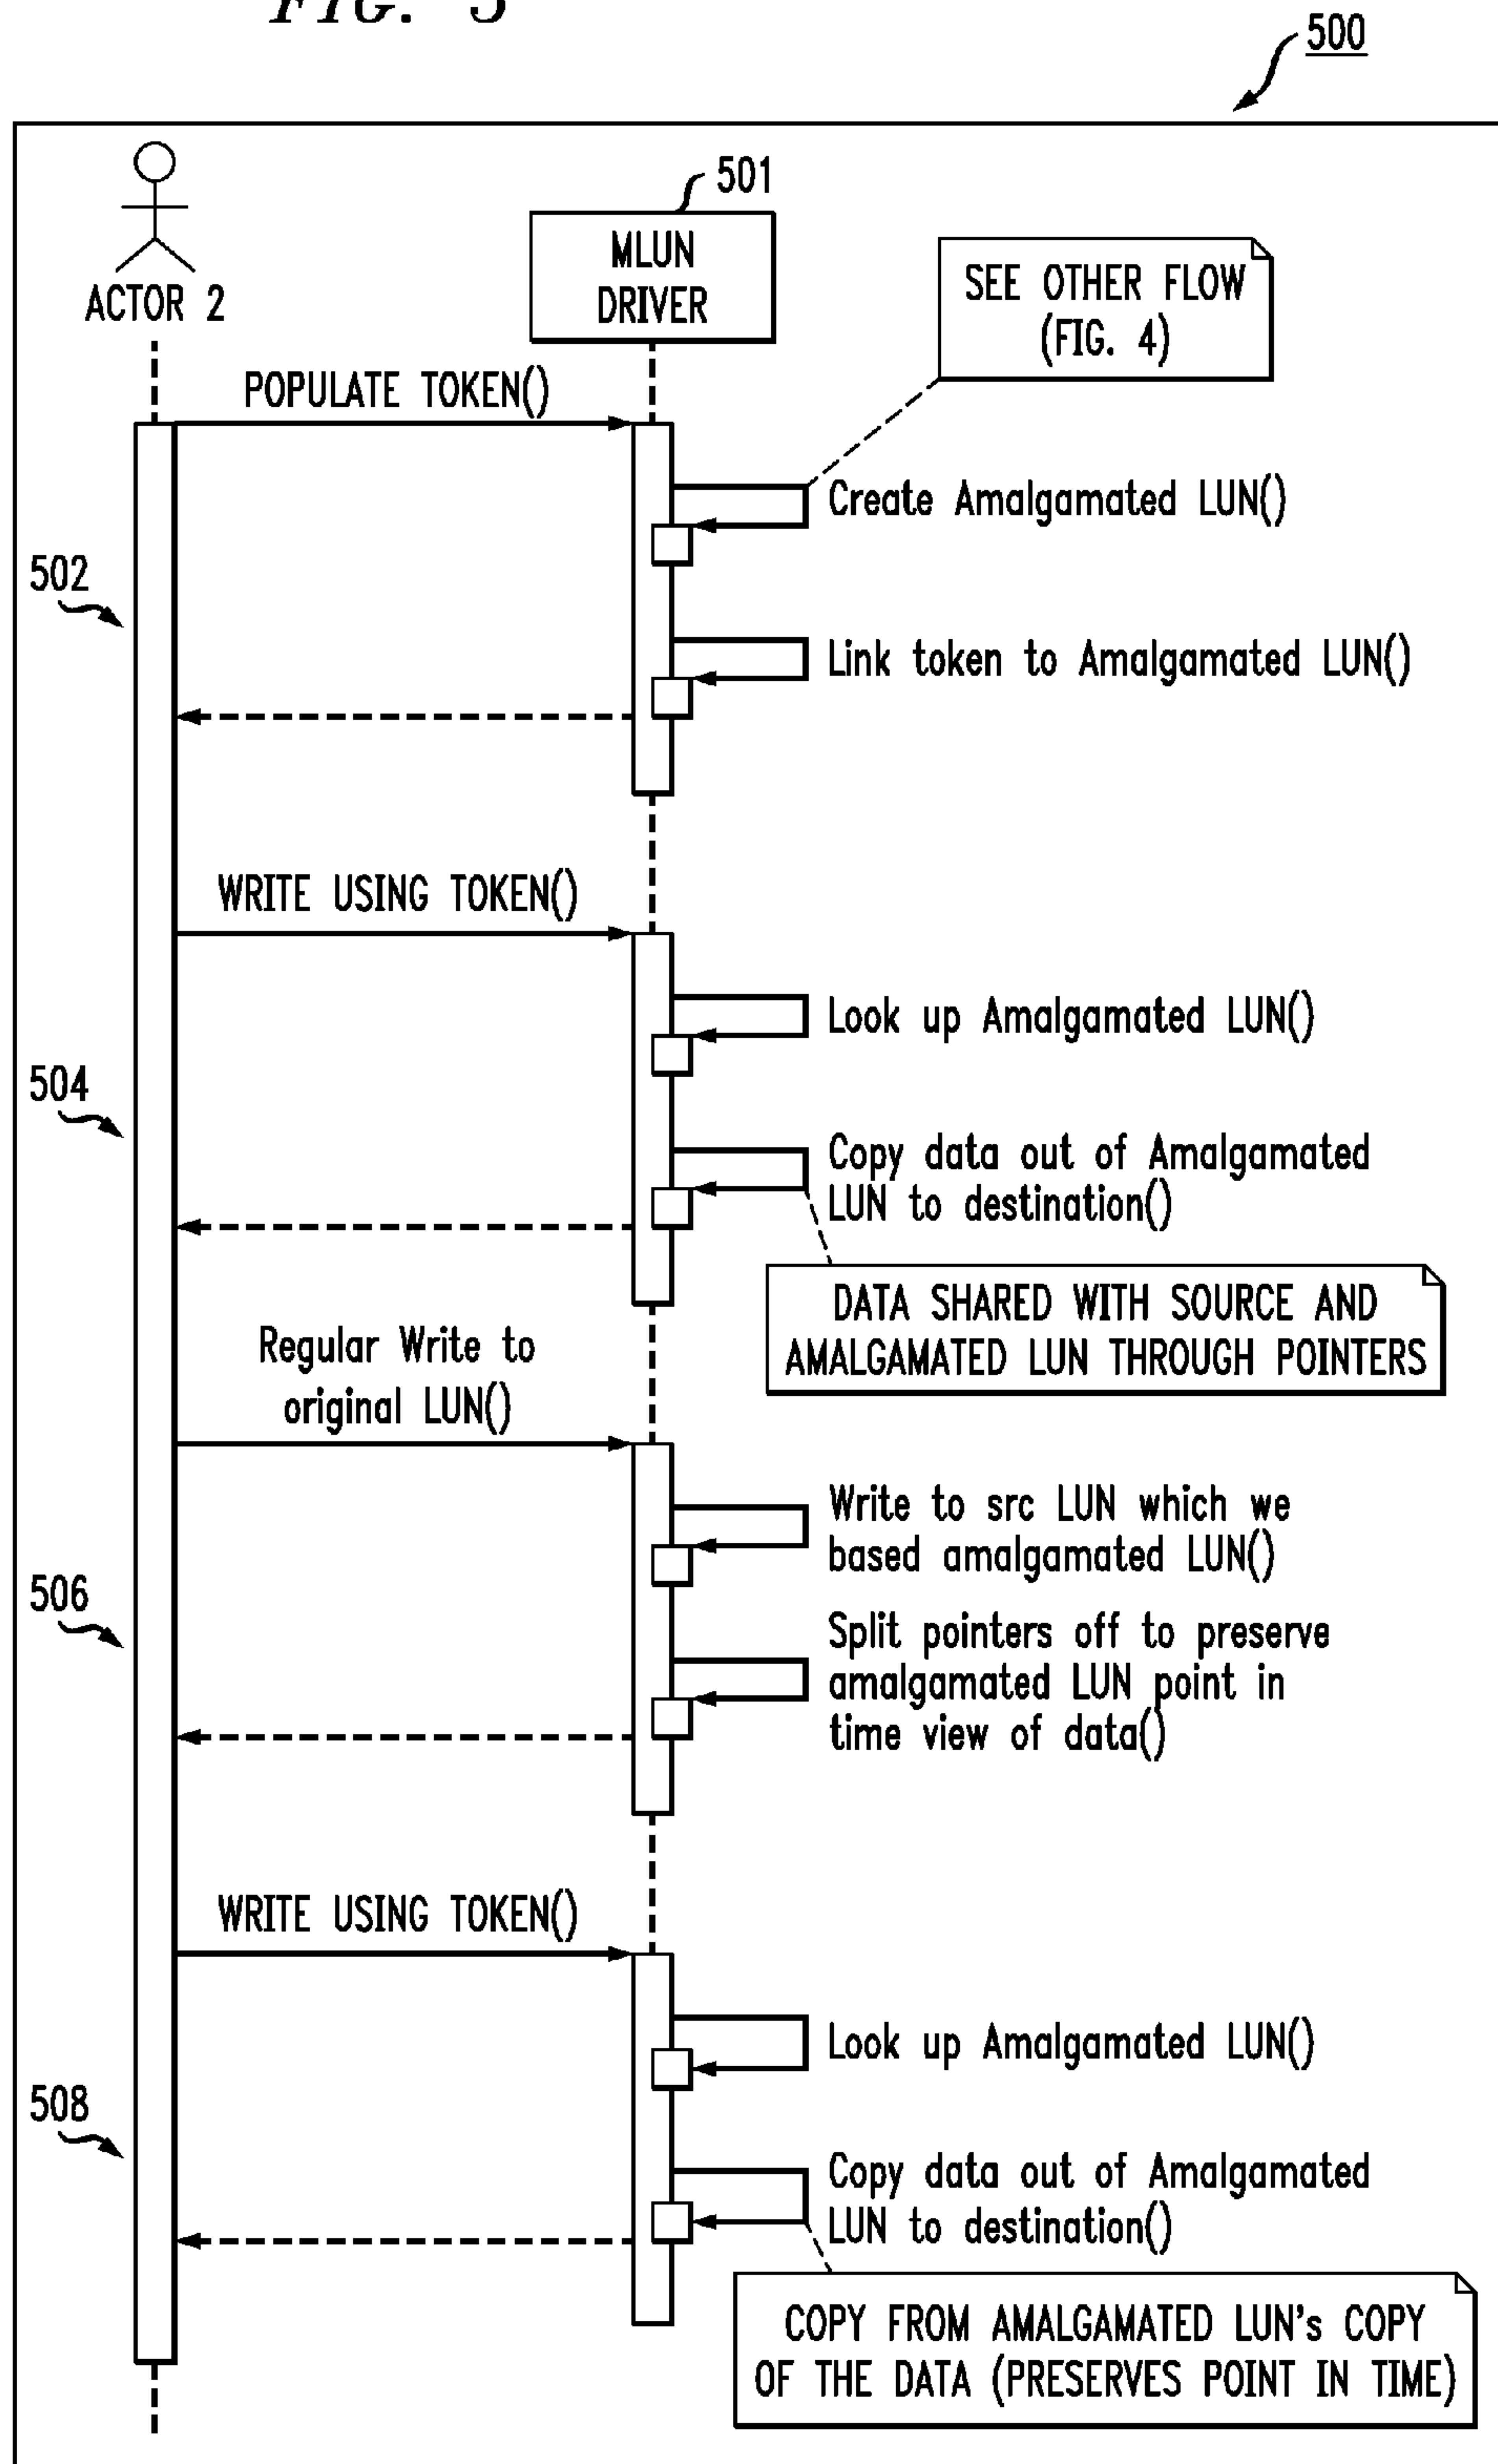 FIG. 5
500
501
MLUN
DRIVER
ACTOR 2
SEE OTHER FLOW
(FIG. 4)
POPULATE TOKEN()
Create Amalgamated LUN()
502
Link token to Amalgamated LUN()
WRITE USING TOKEN()
Look up Amalgamated LUN()
504
Copy data out of Amalgamated
LUN to destination()
DATA SHARED WITH SOURCE AND
AMALGAMATED LUN THROUGH POINTERS
Regular Write to
original LUN()
Write to src LUN which we
based amalgamated LUN()
506
Split pointers off to preserve
amalgamated LUN point in
time view of data()
WRITE USING TOKEN()
Look up Amalgamated LUN()
508
Copy data out of Amalgamated
LUN to destination()
COPY FROM AMALGAMATED LUN's COPY
OF THE DATA (PRESERVES POINT IN TIME)